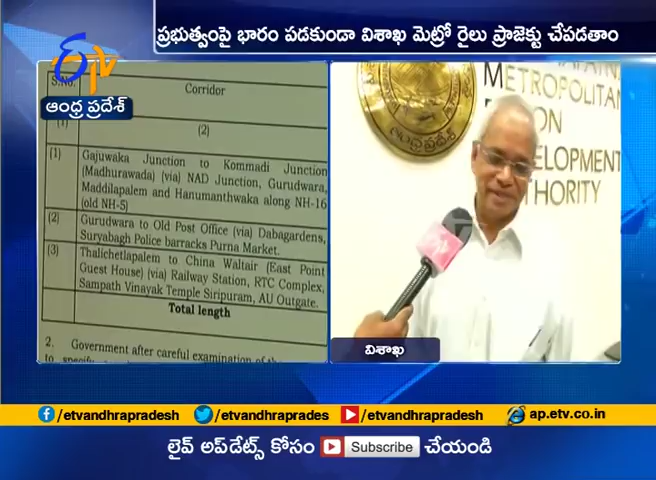 ప్రభుత్వంపై భారం పడకుండా విశాఖ మెట్రో రైలు ప్రాజెక్టు చేపడతాం
ETV
ఆంధ్ర ప్రదేశ్
S.No.
Corridor
(1)
(2)
(1)
Gajuwaka Junction to Kommadi Junction
(Madhurawada) (via) NAD Junction, Gurudwara,
Maddilapalem and Hanumanthwaka along NH-16
(old NH-5)
(2)
Gurudwara to Old Post Office (via) Dabagardens,
Suryabagh Police barracks Purna Market.
(3)
Thalichetlapalem to China Waltair (East Point
Guest House) (via) Railway Station, RTC Complex,
Sampath Vinayak Temple Siripuram, AU Outgate.
Total length
2. Government after careful examination of
METROPOLITAN
AUTHORITY
విశాఖ
/etvandhrapradesh
/etvandhraprades
/etvandhrapradesh
ap.etv.co.in
లైవ్ అప్‌డేట్స్ కోసం Subscribe చేయండి